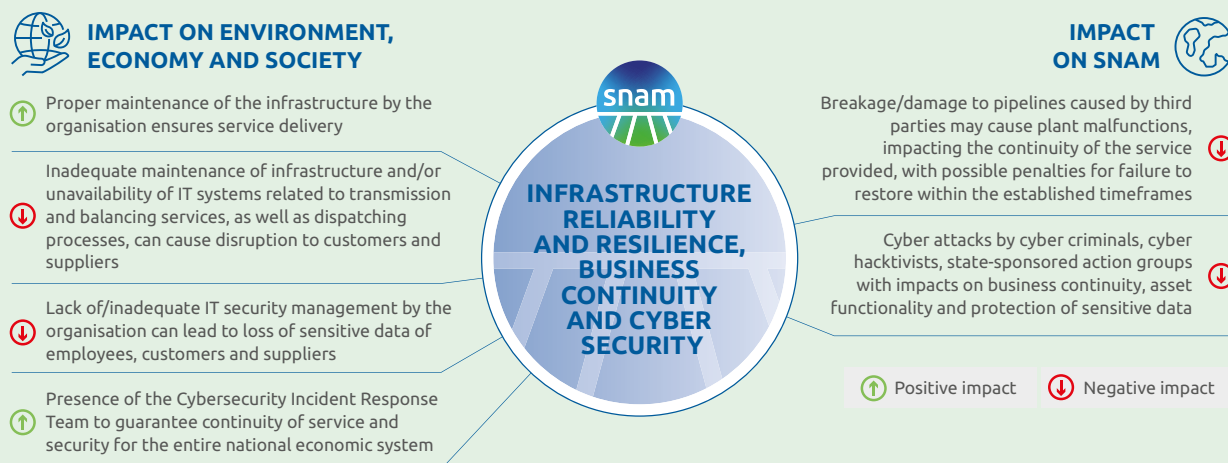 IMPACT ON ENVIRONMENT,
ECONOMY AND SOCIETY
Proper maintenance of the infrastructure by the
organisation ensures service delivery
Inadequate maintenance of infrastructure and/or
unavailability of IT systems related to transmission
and balancing services, as well as dispatching
processes, can cause disruption to customers and
suppliers
Lack of/inadequate IT security management by the
organisation can lead to loss of sensitive data of
employees, customers and suppliers
Presence of the Cybersecurity Incident Response
Team to guarantee continuity of service and
security for the entire national economic system
snam
INFRASTRUCTURE
RELIABILITY
AND RESILIENCE,
BUSINESS
CONTINUITY
AND CYBER
SECURITY
IMPACT
ON SNAM
Breakage/damage to pipelines caused by third
parties may cause plant malfunctions,
impacting the continuity of the service
provided, with possible penalties for failure to
restore within the established timeframes
Cyber attacks by cyber criminals, cyber
hacktivists, state-sponsored action groups
with impacts on business continuity, asset
functionality and protection of sensitive data
Positive impact
Negative impact